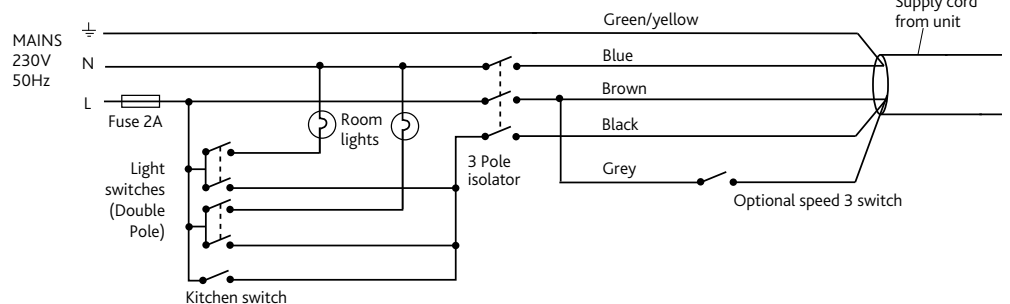 Supply cord
from unit
Green/yellow
MAINS
230V
50Hz
N
Blue
L
Brown
Fuse 2A
Room
lights
Black
3 Pole
isolator
Light
switches
(Double
Pole)
Grey
Optional speed 3 switch
Kitchen switch